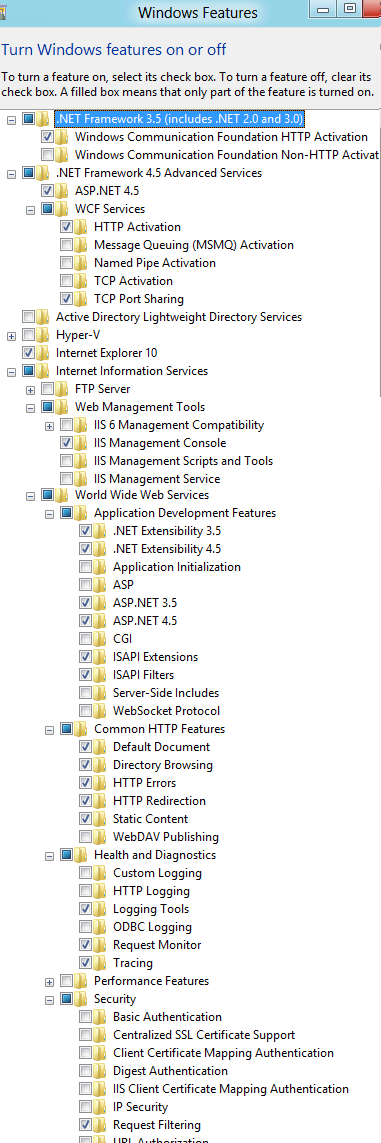 Windows Features
Turn Windows features on or off
To turn a feature on, select its check box. To turn a feature off, clear its
check box. A filled box means that only part of the feature is turned on.
.NET Framework 3.5 (includes .NET 2.0 and 3.0)
Windows Communication Foundation HTTP Activation
Windows Communication Foundation Non-HTTP Activat
.NET Framework 4.5 Advanced Services
ASP.NET 4.5
WCF Services
HTTP Activation
Message Queuing (MSMQ) Activation
Named Pipe Activation
TCP Activation
TCP Port Sharing
Active Directory Lightweight Directory Services
Hyper-V
Internet Explorer 10
Internet Information Services
FTP Server
Web Management Tools
IIS 6 Management Compatibility
IIS Management Console
IIS Management Scripts and Tools
IIS Management Service
World Wide Web Services
Application Development Features
.NET Extensibility 3.5
.NET Extensibility 4.5
Application Initialization
ASP
ASP.NET 3.5
ASP.NET 4.5
CGI
ISAPI Extensions
ISAPI Filters
Server-Side Includes
WebSocket Protocol
Common HTTP Features
Default Document
Directory Browsing
HTTP Errors
HTTP Redirection
Static Content
WebDAV Publishing
Health and Diagnostics
Custom Logging
HTTP Logging
Logging Tools
ODBC Logging
Request Monitor
Tracing
Performance Features
Security
Basic Authentication
Centralized SSL Certificate Support
Client Certificate Mapping Authentication
Digest Authentication
IIS Client Certificate Mapping Authentication
IP Security
Request Filtering
URL Authorization